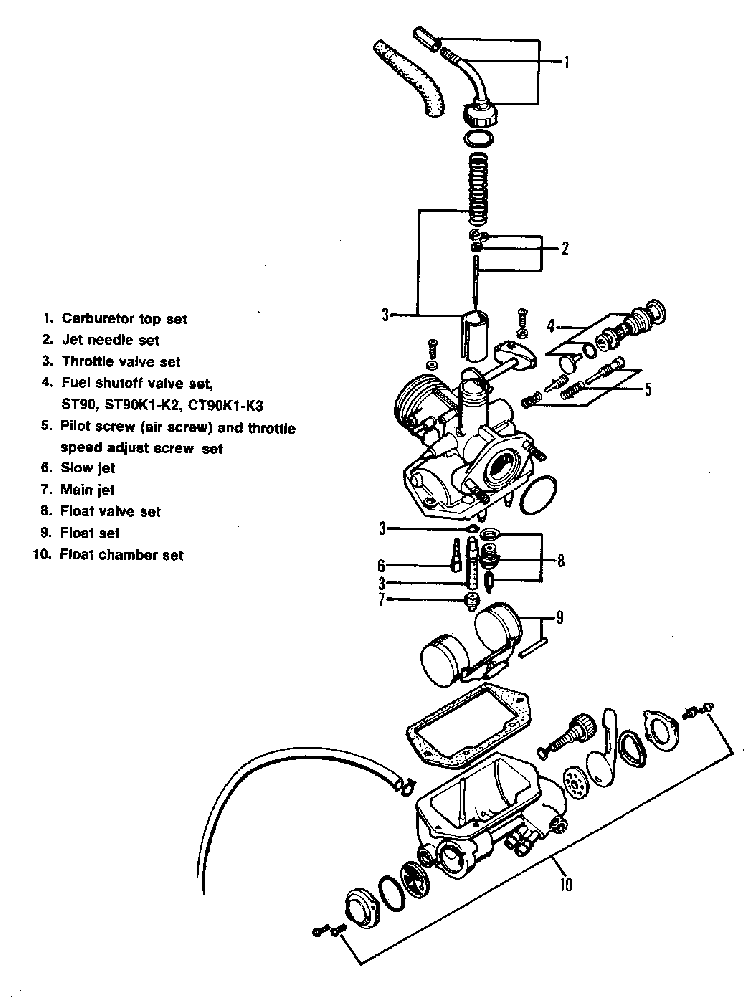 1
2
3
4
5
1. Carburetor top set
2. Jet needle set
3. Throttle valve set
4. Fuel shutoff valve set,
ST90, ST90K1-K2, CT90K1-K3
5. Pilot screw (air screw) and throttle
speed adjust screw set
6. Slow jet
7. Main jet
8. Float valve set
9. Float set
10. Float chamber set
3
6
8
3
7
9
10